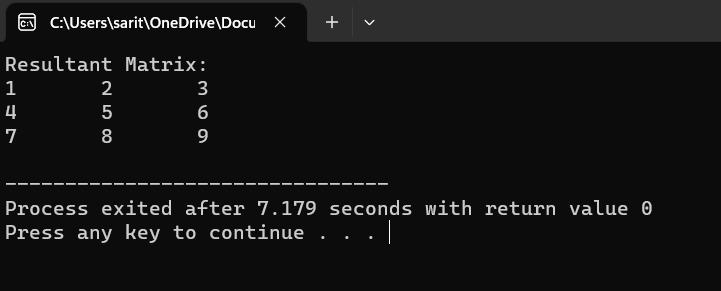 C:\Users\sarit\OneDrive\Docu
Resultant Matrix:
1 2 3
4 5 6
7 8 9
--------------------------------
Process exited after 7.179 seconds with return value 0
Press any key to continue . . .